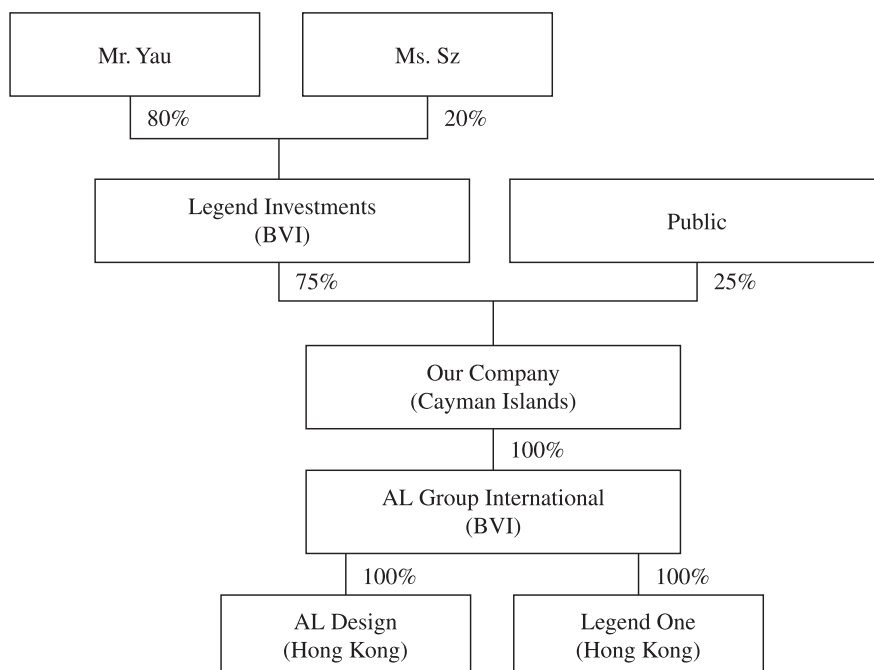 Mr. Yau
Ms. Sz
80%
20%
Legend Investments
(BVI)
Public
75%
25%
Our Company
(Cayman Islands)
100%
AL Group International
(BVI)
100%
100%
AL Design
(Hong Kong)
Legend One
(Hong Kong)